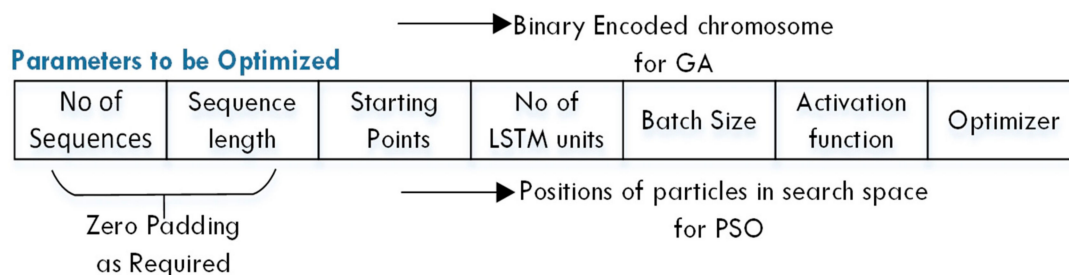 Binary Encoded chromosome
for GA
Parameters to be Optimized
No of
Sequences
Sequence
length
Starting
Points
No of
LSTM units
Batch Size
Activation
function
Optimizer
Positions of particles in search space
for PSO
Zero Padding
as Required